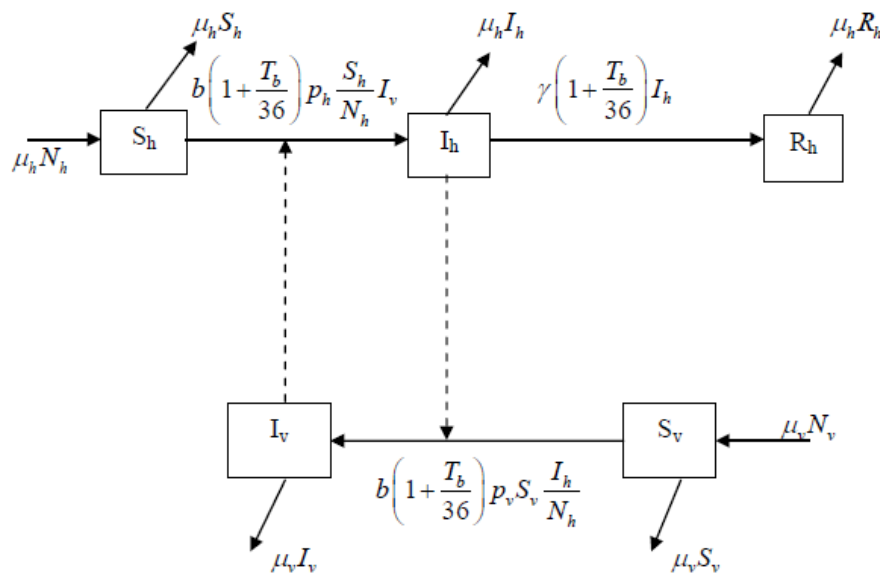 μ_h S_h
μ_h I_h
μ_h R_h
b(1+T_b/36) p_h S_h/N_h I_v
γ(1+T_b/36) I_h
S_h
I_h
R_h
μ_h N_h
I_v
S_v
μ_v N_v
b(1+T_b/36) p_v S_v I_h/N_h
μ_v I_v
μ_v S_v